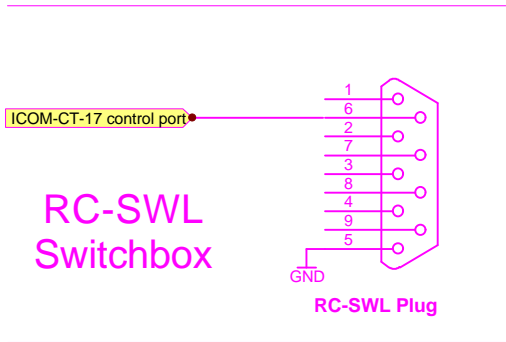 1
6
ICOM-CT-17 control port
2
7
3
8
RC-SWL
Switchbox
4
9
5
GND
RC-SWL Plug